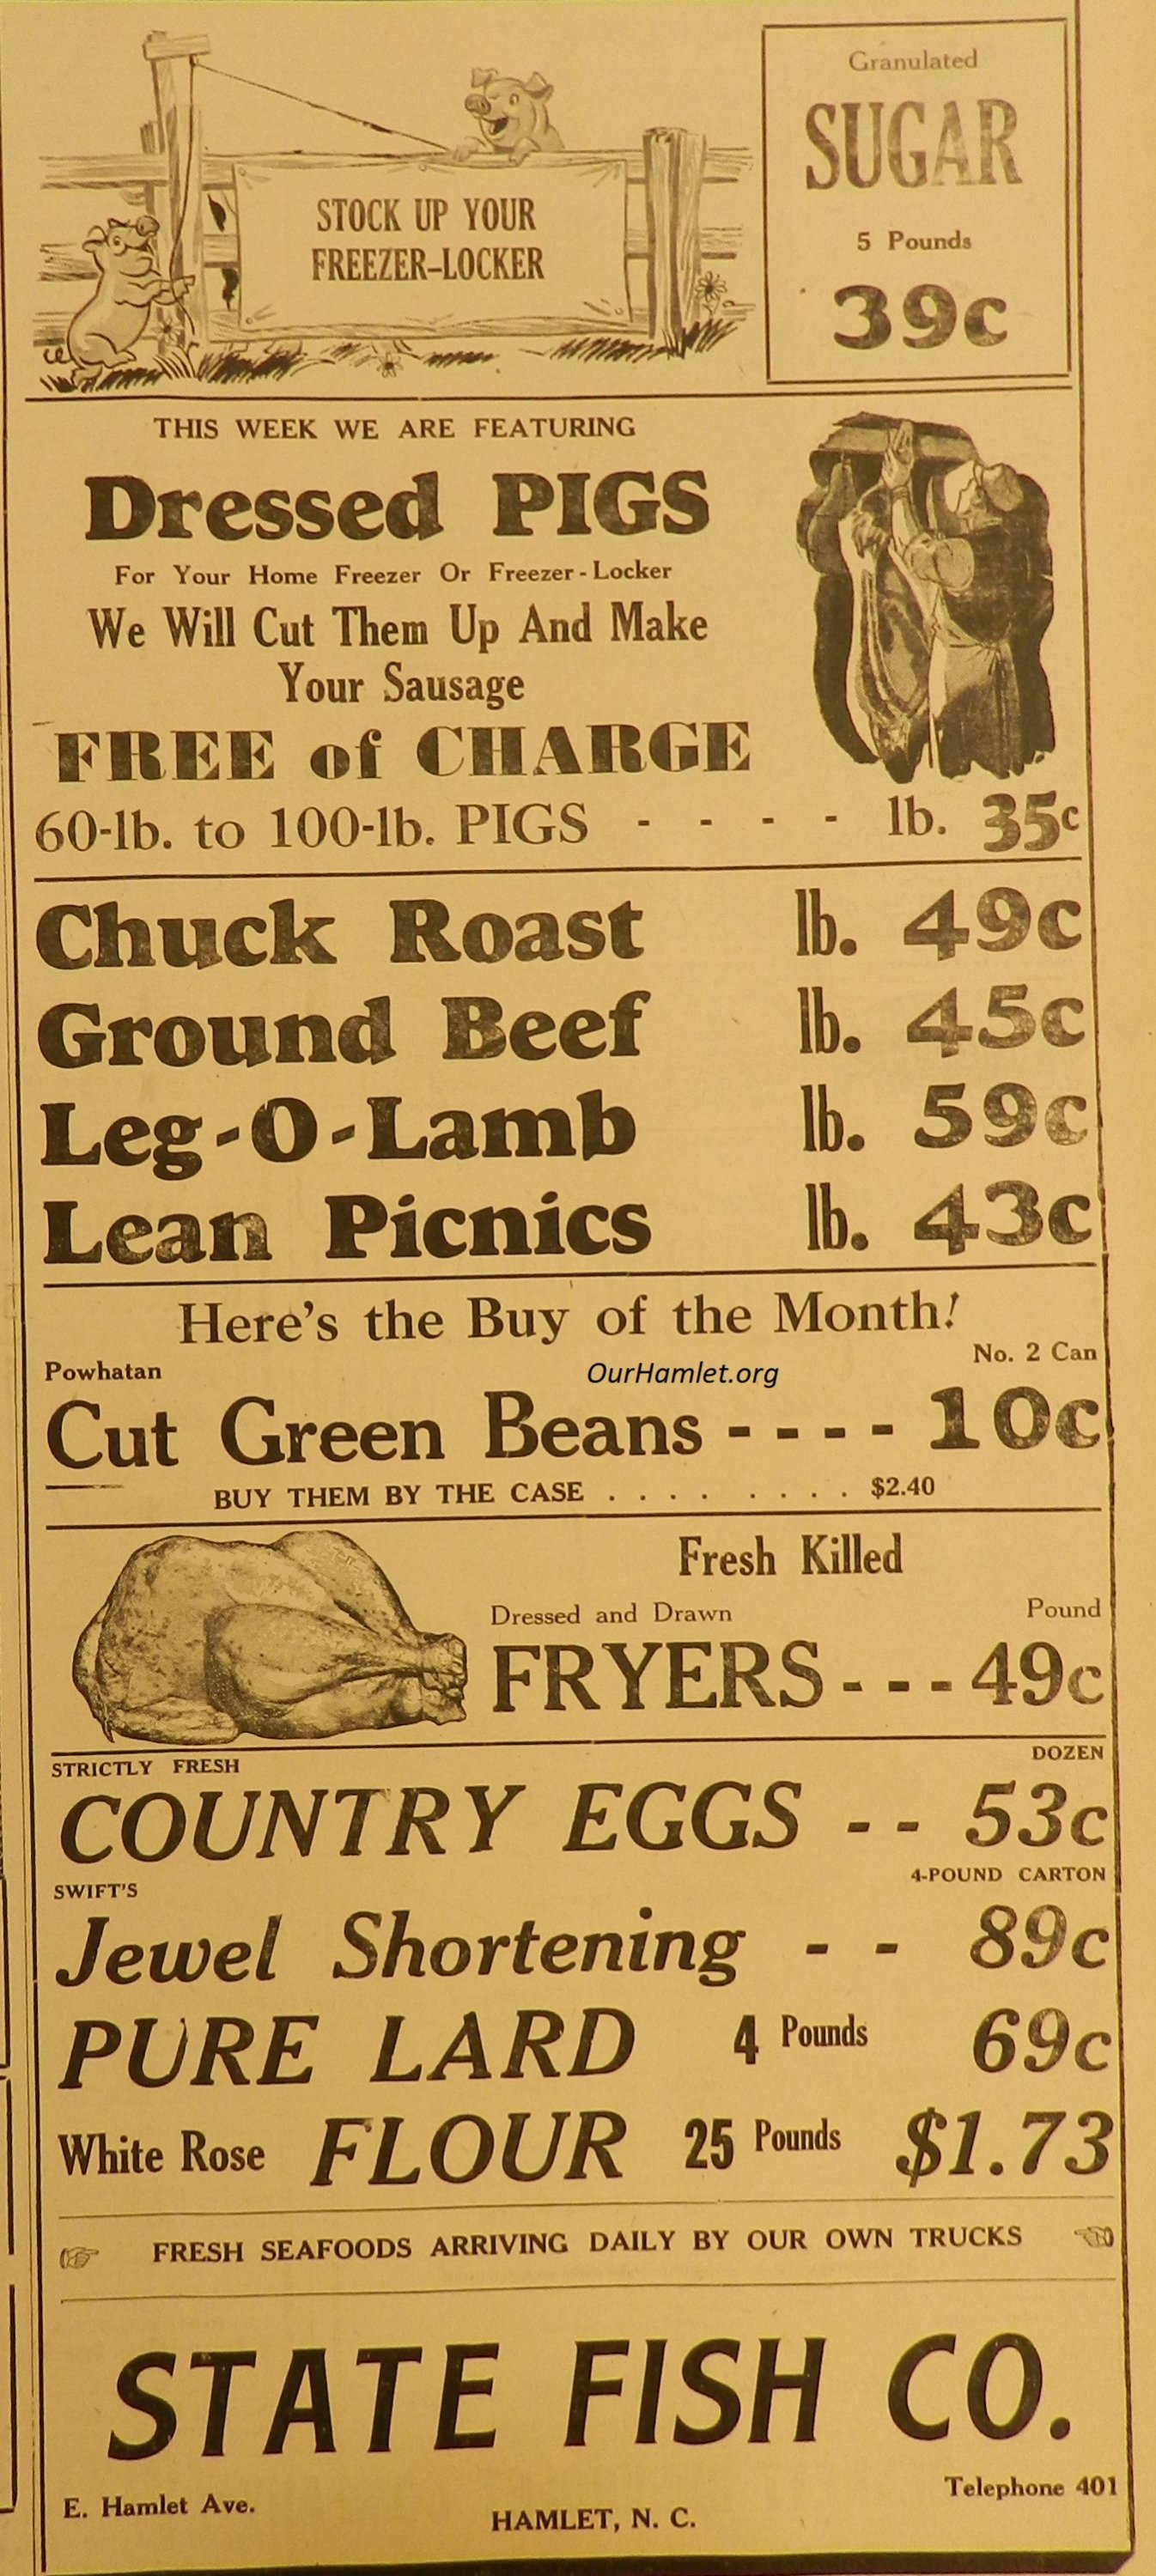 STOCK UP YOUR
FREEZER-LOCKER
Granulated
SUGAR
5 Pounds
39c
THIS WEEK WE ARE FEATURING
Dressed PIGS
For Your Home Freezer Or Freezer-Locker
We Will Cut Them Up And Make
Your Sausage
FREE of CHARGE
60-lb. to 100-lb. PIGS - - - - lb. 35c
Chuck Roast lb. 49c
Ground Beef lb. 45c
Leg-O-Lamb lb. 59c
Lean Picnics lb. 43c
Here's the Buy of the Month!
No. 2 Can
Powhatan
OurHamlet.org
Cut Green Beans - - - - 10c
BUY THEM BY THE CASE . . . . . . . . . $2.40
Fresh Killed
Dressed and Drawn Pound
FRYERS - - - 49c
STRICTLY FRESH DOZEN
COUNTRY EGGS - - 53c
SWIFT'S 4-POUND CARTON
Jewel Shortening - - 89c
PURE LARD 4 Pounds 69c
White Rose FLOUR 25 Pounds $1.73
FRESH SEAFOODS ARRIVING DAILY BY OUR OWN TRUCKS
STATE FISH CO.
E. Hamlet Ave. Telephone 401
HAMLET, N. C.